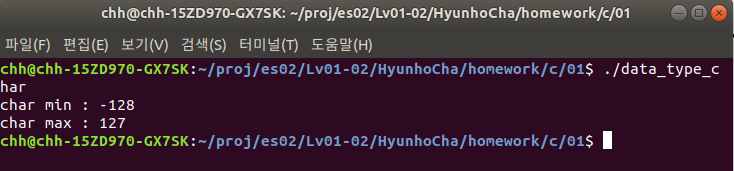 chh@chh-15ZD970-GX7SK: ~/proj/es02/Lv01-02/HyunhoCha/homework/c/01
파일(F) 편집(E) 보기(V) 검색(S) 터미널(T) 도움말(H)
chh@chh-15ZD970-GX7SK:~/proj/es02/Lv01-02/HyunhoCha/homework/c/01$ ./data_type_c
har
char min : -128
char max : 127
chh@chh-15ZD970-GX7SK:~/proj/es02/Lv01-02/HyunhoCha/homework/c/01$